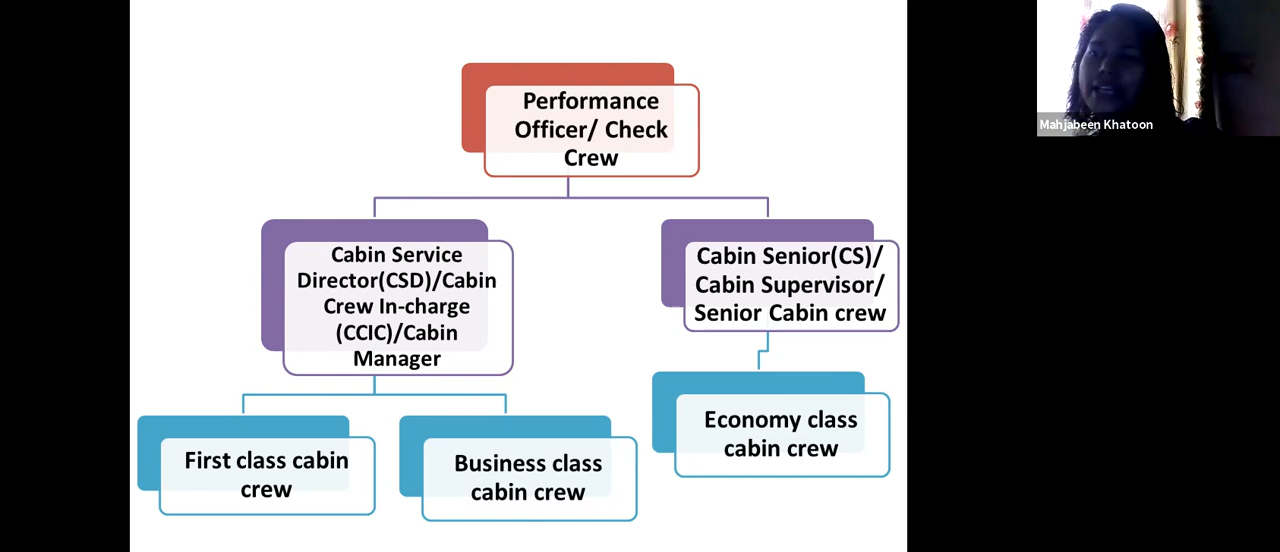 Performance
Officer/ Check
Crew
Cabin Service
Director(CSD)/Cabin
Crew In-charge
(CCIC)/Cabin
Manager
Cabin Senior(CS)/
Cabin Supervisor/
Senior Cabin crew
First class cabin
crew
Business class
cabin crew
Economy class
cabin crew
Mahjabeen Khatoon